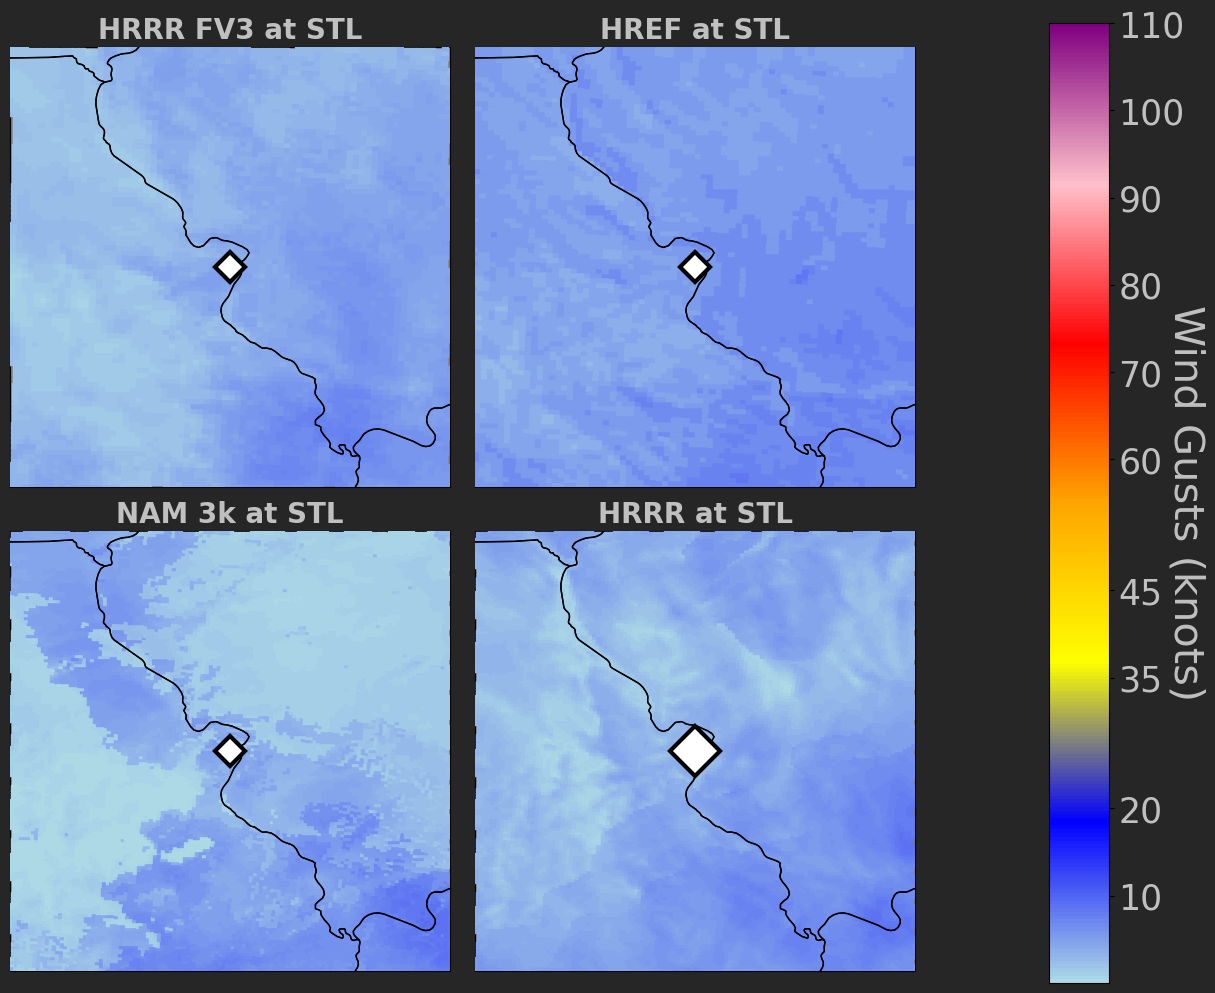 HRRR FV3 at STL
HREF at STL
NAM 3k at STL
HRRR at STL
110
100
90
80
70
60
45
35
20
10
Wind Gusts (knots)